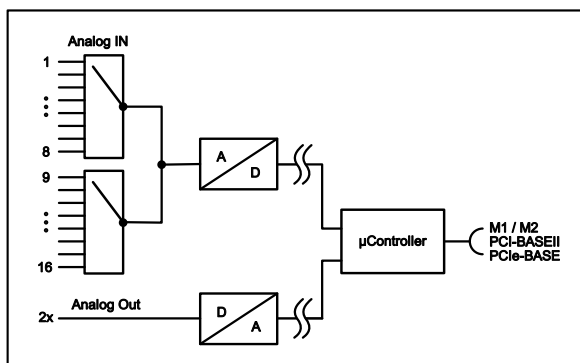 Analog IN
1
8
9
16
A
D
µController
M1 / M2
PCI-BASEII
PCIe-BASE
Analog Out
2x
D
A